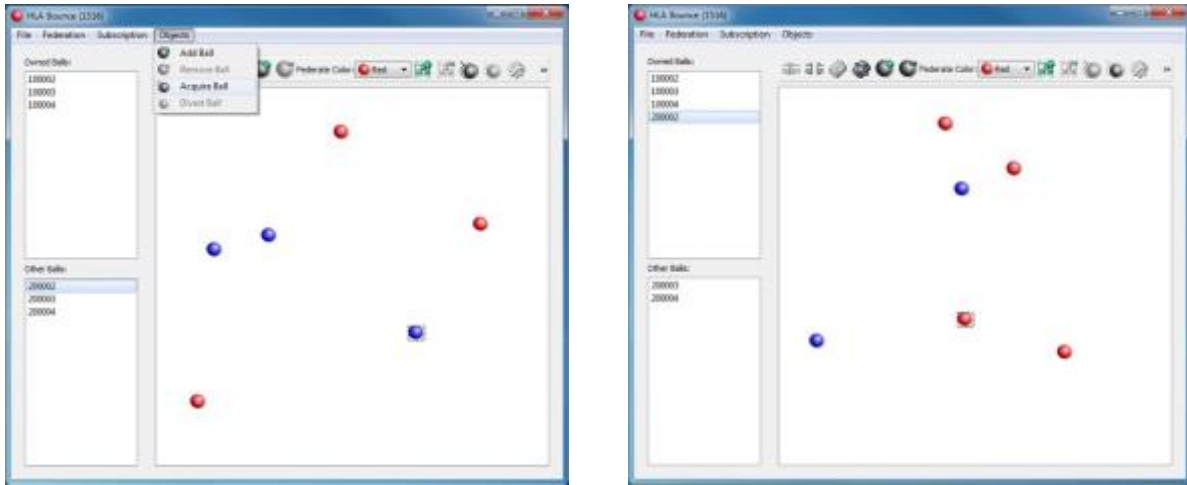 HLA Bounce (1516)
File Federation Subscription Objects
Add Ball
Remove Ball
Acquire Ball
Divest Ball
Federate Color: Red
Owned Balls:
100002
100003
100004
Other Balls:
200002
200003
200004
HLA Bounce (1516)
File Federation Subscription Objects
Federate Color: Red
Owned Balls:
100002
100003
100004
200002
Other Balls:
200003
200004